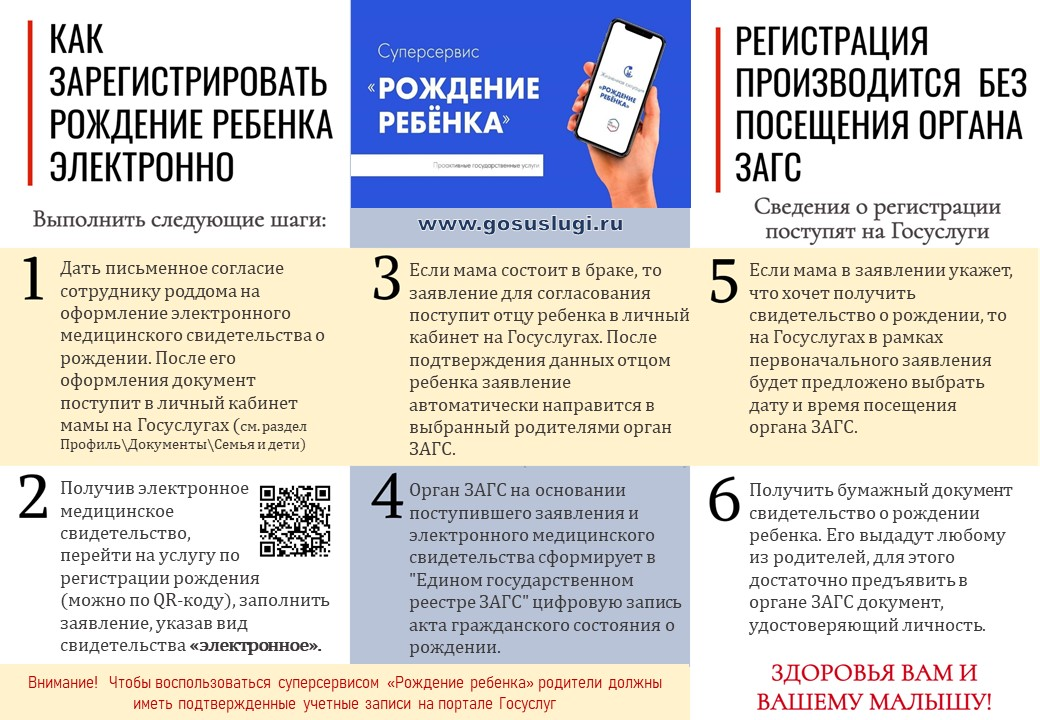 КАК
ЗАРЕГИСТРИРОВАТЬ
РОЖДЕНИЕ РЕБЕНКА
ЭЛЕКТРОННО
Выполнить следующие шаги:
Суперсервис
«РОЖДЕНИЕ
РЕБЁНКА»
«РОЖДЕНИЕ
РЕБЁНКА»
Проактивные государственные услуги
www.gosuslugi.ru
РЕГИСТРАЦИЯ
ПРОИЗВОДИТСЯ БЕЗ
ПОСЕЩЕНИЯ ОРГАНА
ЗАГС
Сведения о регистрации
поступят на Госуслуги
1
Дать письменное согласие
сотруднику роддома на
оформление электронного
медицинского свидетельства о
рождении. После его
оформления документ
поступит в личный кабинет
мамы на Госуслугах (см. раздел
Профиль\Документы\Семья и дети)
2
Получив электронное
медицинское
свидетельство,
перейти на услугу по
регистрации рождения
(можно по QR-коду), заполнить
заявление, указав вид
свидетельства «электронное».
3
Если мама состоит в браке, то
заявление для согласования
поступит отцу ребенка в личный
кабинет на Госуслугах. После
подтверждения данных отцом
ребенка заявление
автоматически направится в
выбранный родителями орган
ЗАГС.
4
Орган ЗАГС на основании
поступившего заявления и
электронного медицинского
свидетельства сформирует в
"Едином государственном
реестре ЗАГС" цифровую запись
акта гражданского состояния о
рождении.
5
Если мама в заявлении укажет,
что хочет получить
свидетельство о рождении, то
на Госуслугах в рамках
первоначального заявления
будет предложено выбрать
дату и время посещения
органа ЗАГС.
6
Получить бумажный документ
свидетельство о рождении
ребенка. Его выдадут любому
из родителей, для этого
достаточно предъявить в
органе ЗАГС документ,
удостоверяющий личность.
Внимание! Чтобы воспользоваться суперсервисом «Рождение ребенка» родители должны
иметь подтвержденные учетные записи на портале Госуслуг
ЗДОРОВЬЯ ВАМ И
ВАШЕМУ МАЛЫШУ!